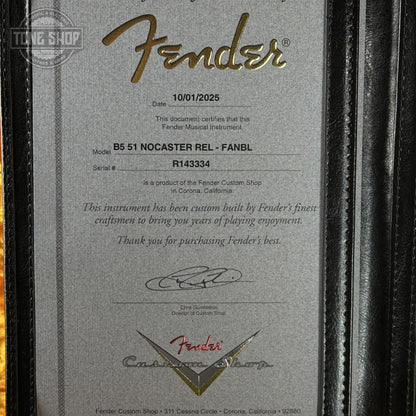 TONE SHOP
Fender®
Date 10/01/2025
This document certifies that this
Fender Musical Instrument
Model B5 51 NOCASTER REL - FANBL
Serial # R143334
is a product of the Fender Custom Shop
in Corona, California
This instrument has been custom built by Fender's finest
craftsmen to bring you years of playing enjoyment.
Thank you for purchasing Fender's best.
Director of Custom Shop
Fender
Custom Shop
Fender Custom Shop • 311 Cessna Circle • Corona, California • 92880